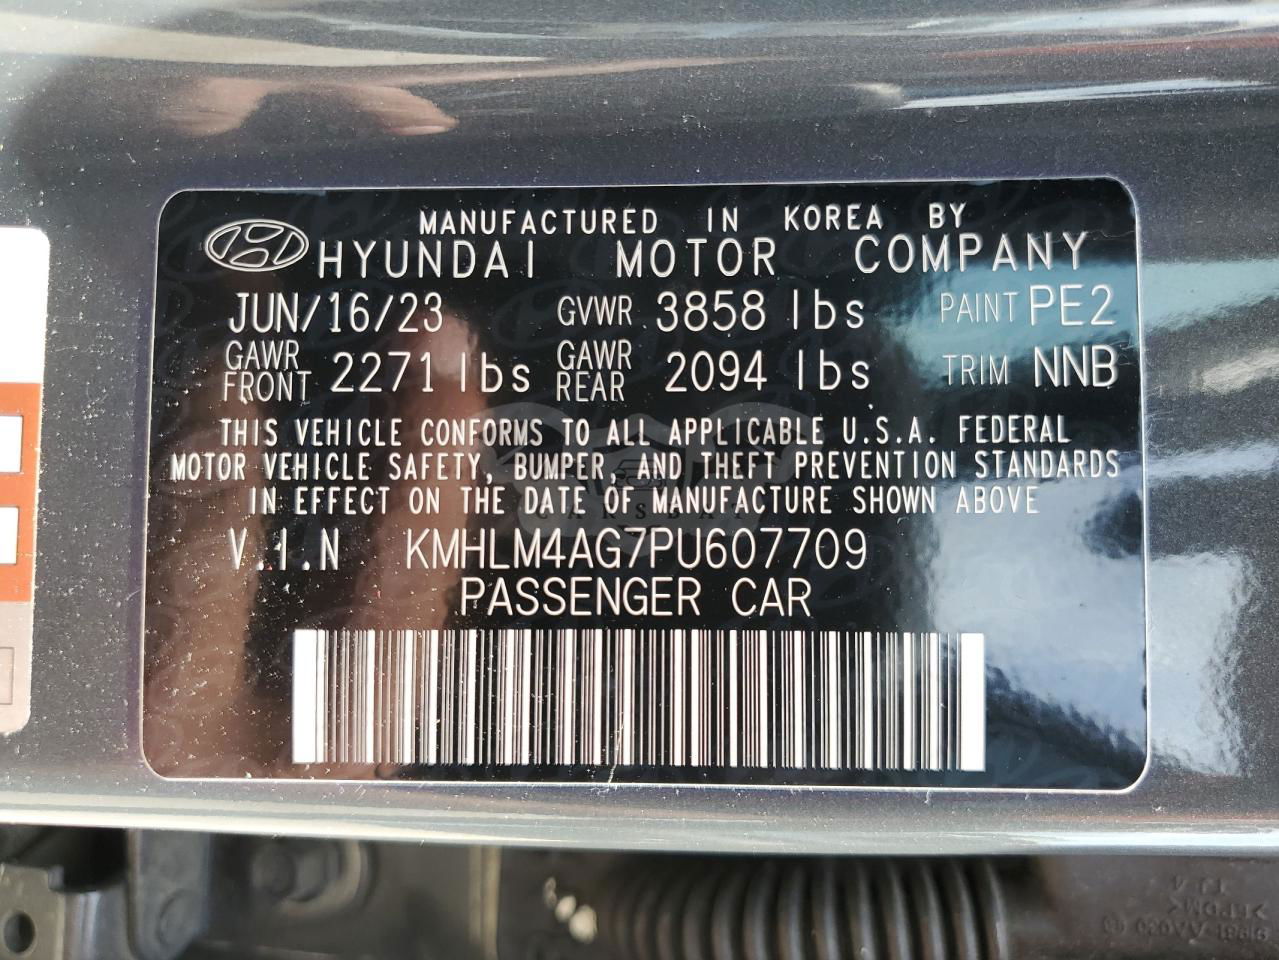 MANUFACTURED IN KOREA BY
HYUNDAI MOTOR COMPANY
JUN/16/23 GVWR 3858 lbs PAINT PE2
GAWR FRONT 2271 lbs GAWR REAR 2094 lbs TRIM NNB
THIS VEHICLE CONFORMS TO ALL APPLICABLE U.S.A. FEDERAL
MOTOR VEHICLE SAFETY, BUMPER, AND THEFT PREVENTION STANDARDS
IN EFFECT ON THE DATE OF MANUFACTURE SHOWN ABOVE
CARSBAT
V.I.N KMHLM4AG7PU607709
PASSENGER CAR